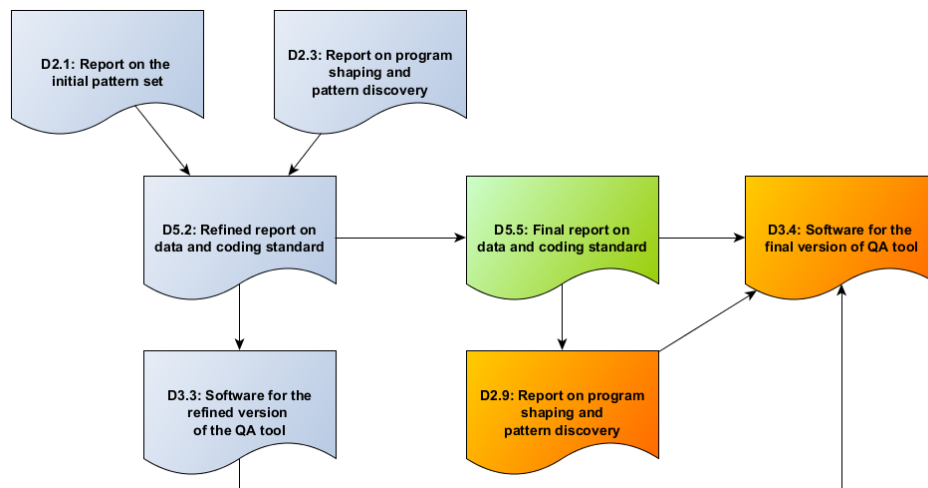 D2.1: Report on the
initial pattern set
D2.3: Report on program
shaping and
pattern discovery
D5.2: Refined report on
data and coding standard
D5.5: Final report on
data and coding standard
D3.4: Software for the
final version of QA tool
D3.3: Software for the
refined version
of the QA tool
D2.9: Report on program
shaping and
pattern discovery